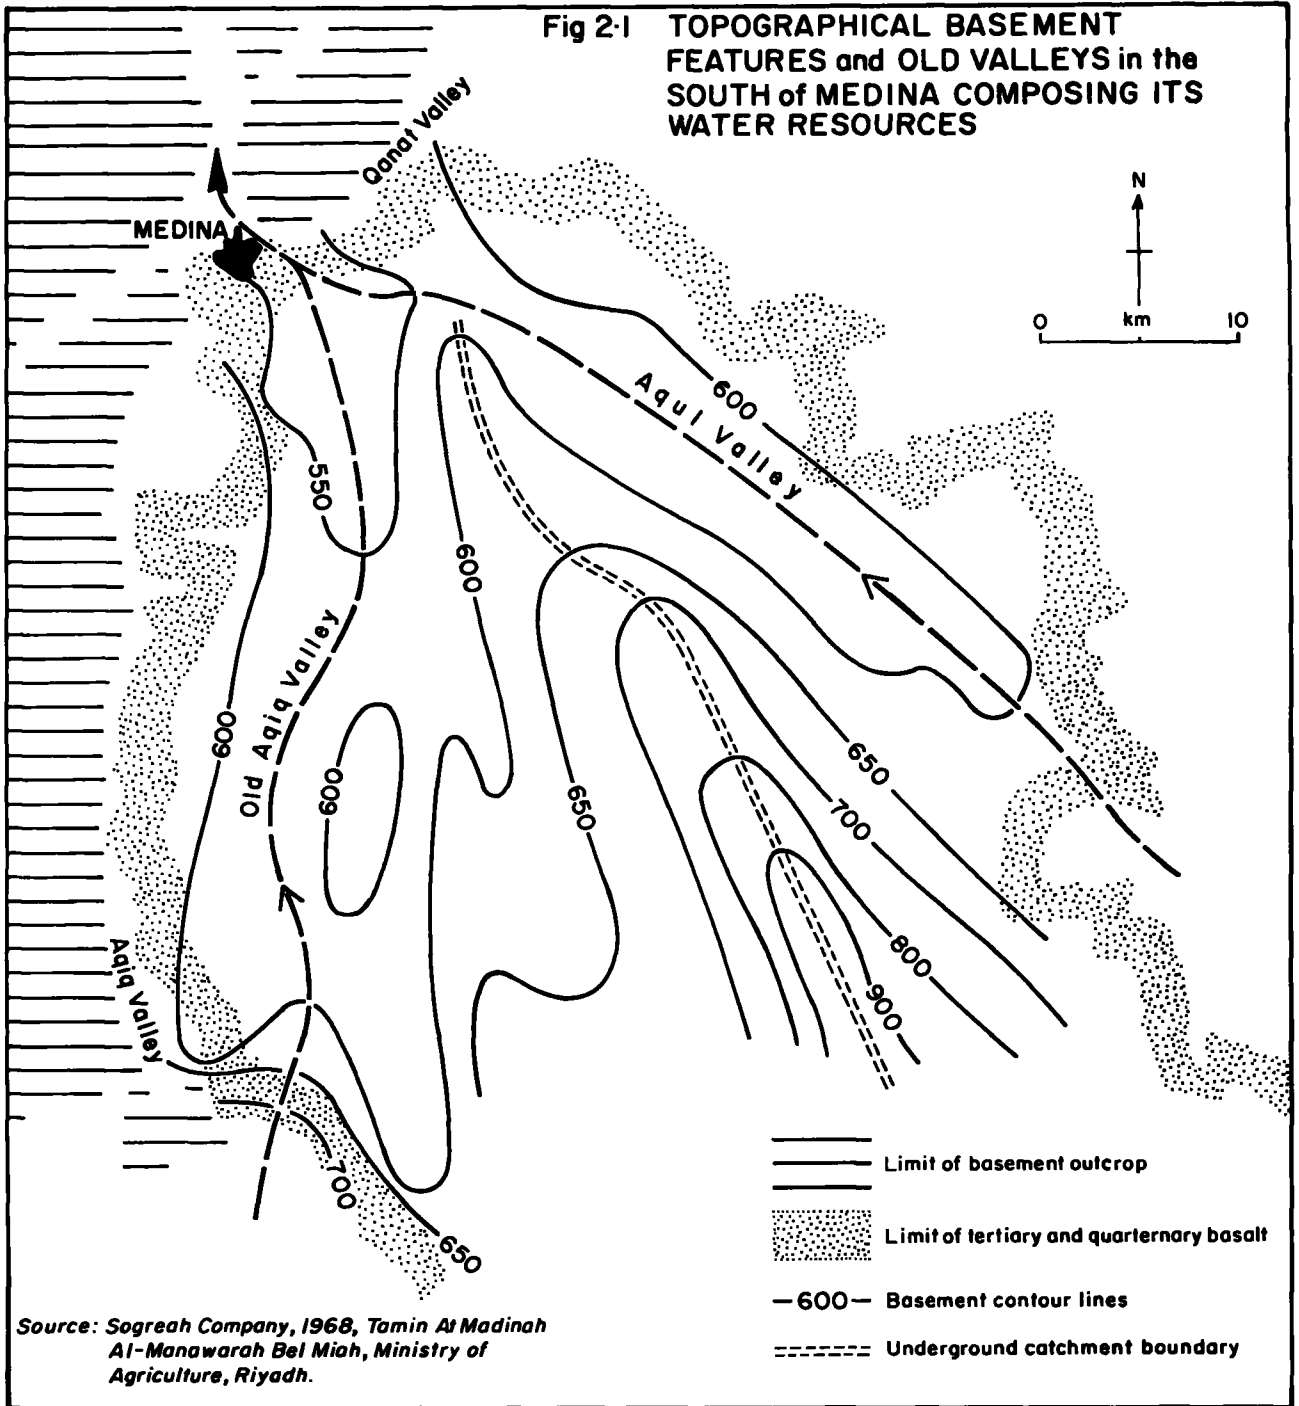 Fig 2·1 TOPOGRAPHICAL BASEMENT
FEATURES and OLD VALLEYS in the
SOUTH of MEDINA COMPOSING ITS
WATER RESOURCES
Qanat Valley
N
MEDINA
0 km 10
600
Aqul Valley
550
600
Old Aqiq Valley
600
600
650
650
700
800
900
Aqiq Valley
700
650
Limit of basement outcrop
Limit of tertiary and quarternary basalt
—600— Basement contour lines
Underground catchment boundary
Source: Sogreah Company, 1968, Tamin At Madinah
Al-Manawarah Bel Miah, Ministry of
Agriculture, Riyadh.